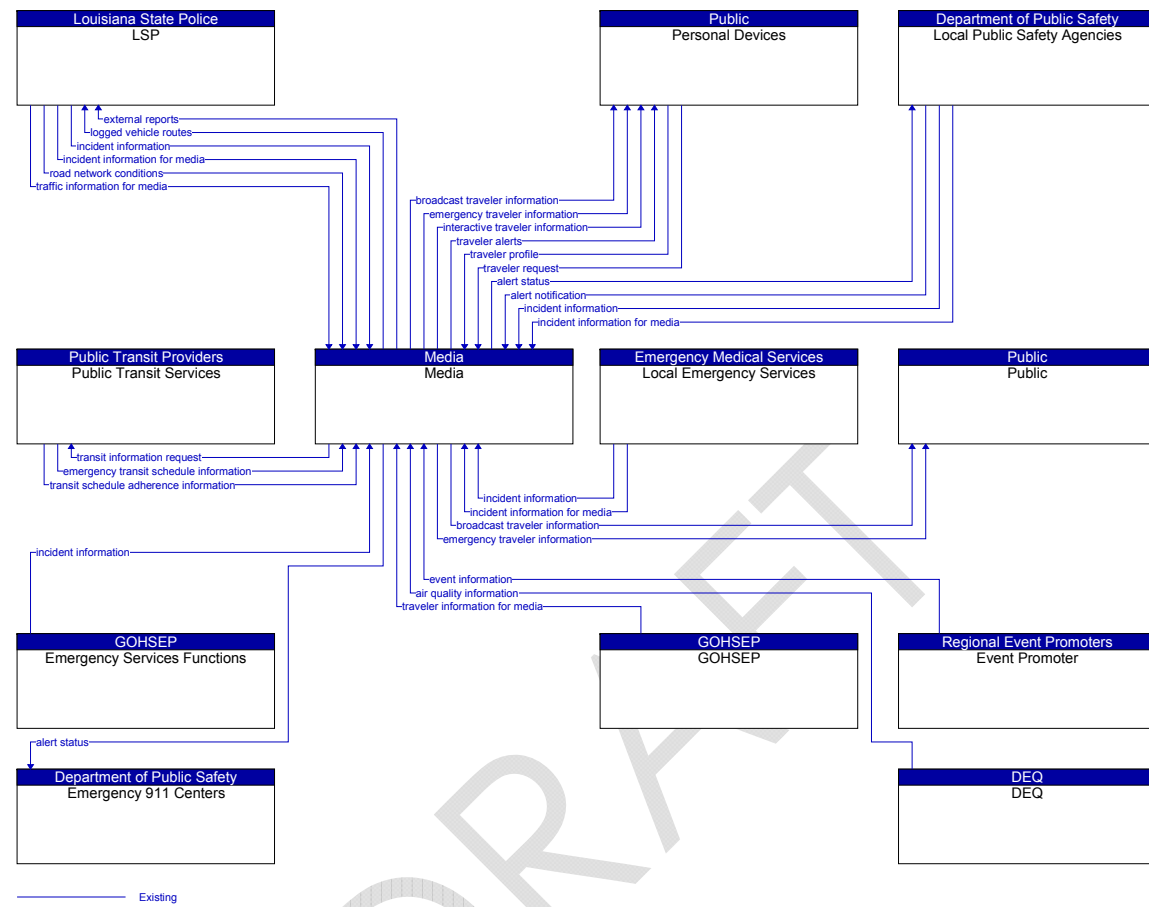 Louisiana State Police
LSP
Public
Personal Devices
Department of Public Safety
Local Public Safety Agencies
external reports
logged vehicle routes
incident information
incident information for media
road network conditions
traffic information for media
broadcast traveler information
emergency traveler information
interactive traveler information
traveler alerts
traveler profile
traveler request
alert status
alert notification
incident information
incident information for media
Public Transit Providers
Public Transit Services
Media
Media
Emergency Medical Services
Local Emergency Services
Public
Public
transit information request
emergency transit schedule information
transit schedule adherence information
incident information
incident information for media
broadcast traveler information
emergency traveler information
incident information
event information
air quality information
traveler information for media
GOHSEP
Emergency Services Functions
GOHSEP
GOHSEP
Regional Event Promoters
Event Promoter
alert status
Department of Public Safety
Emergency 911 Centers
DEQ
DEQ
Existing
DRAFT